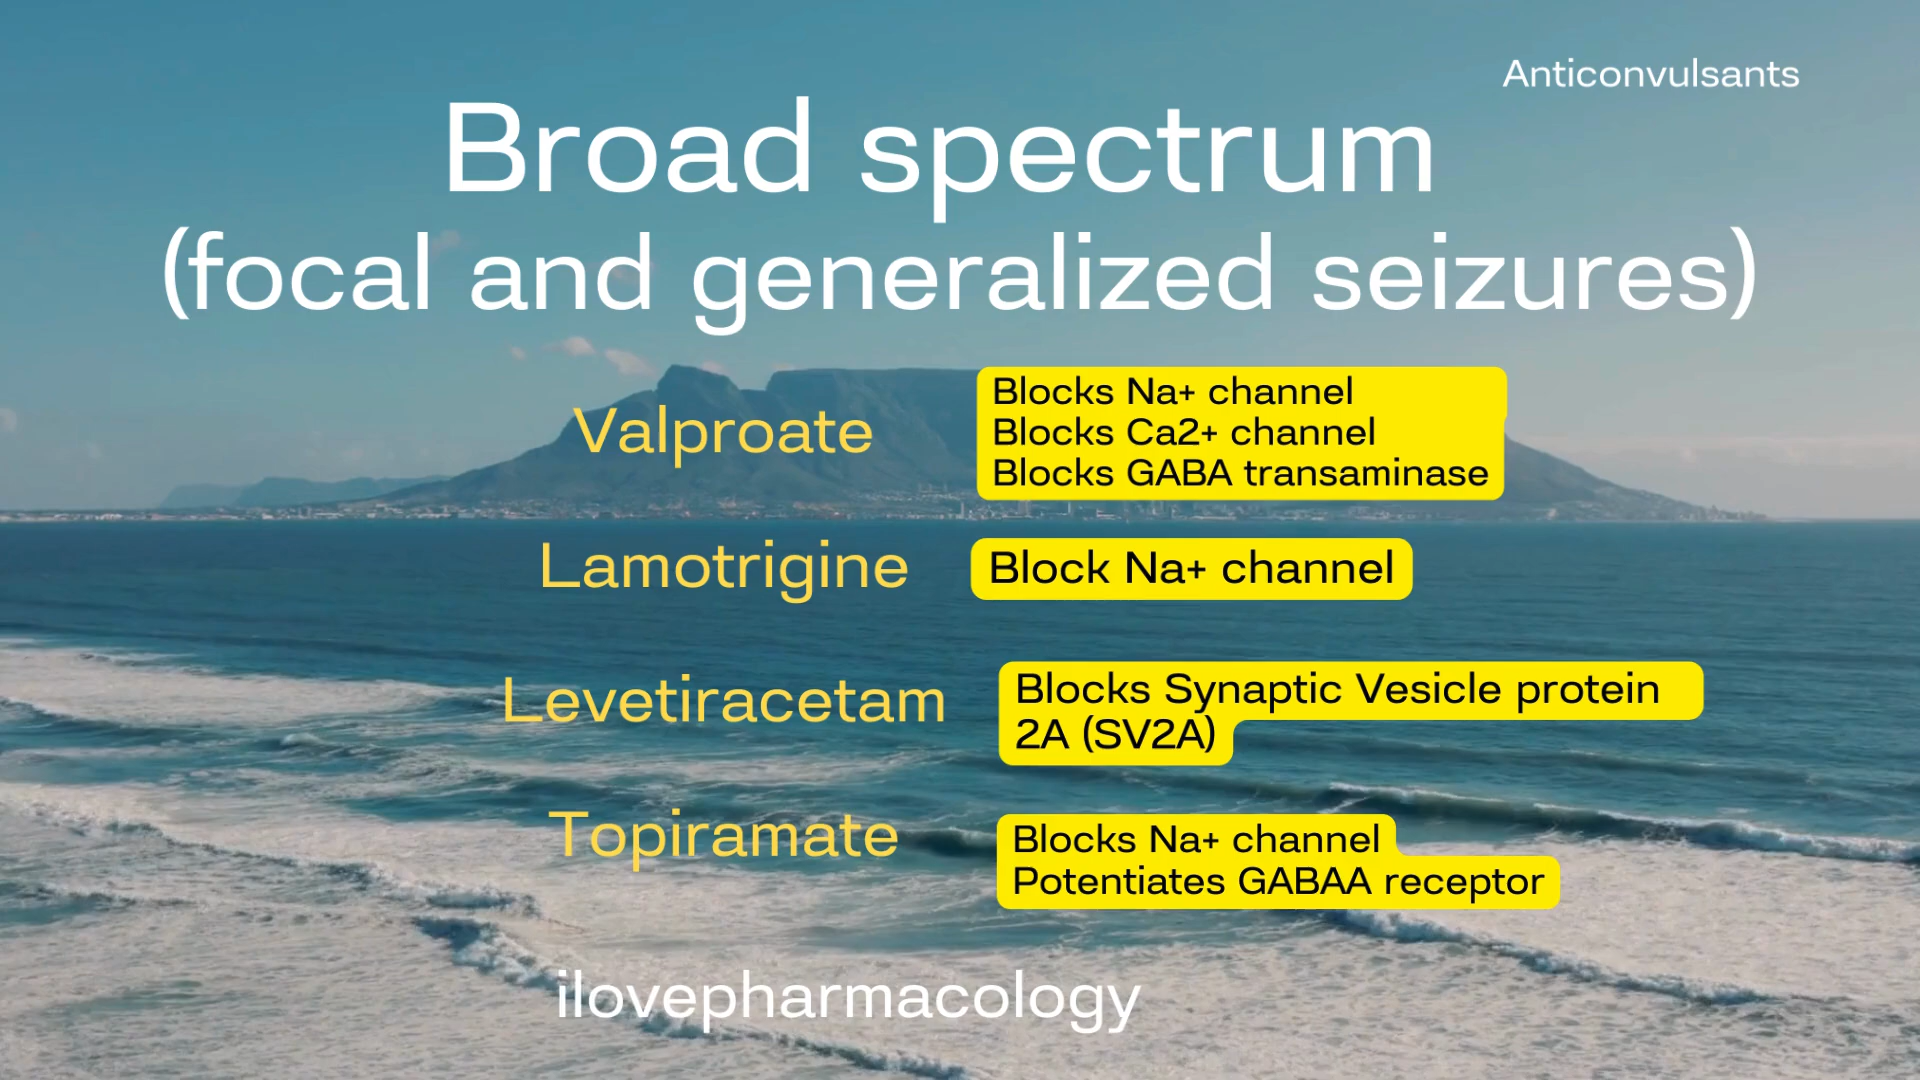 Anticonvulsants
Broad spectrum
(focal and generalized seizures)
Valproate
Blocks Na+ channel
Blocks Ca2+ channel
Blocks GABA transaminase
Lamotrigine
Block Na+ channel
Levetiracetam
Blocks Synaptic Vesicle protein
2A (SV2A)
Topiramate
Blocks Na+ channel
Potentiates GABAA receptor
ilovepharmacology